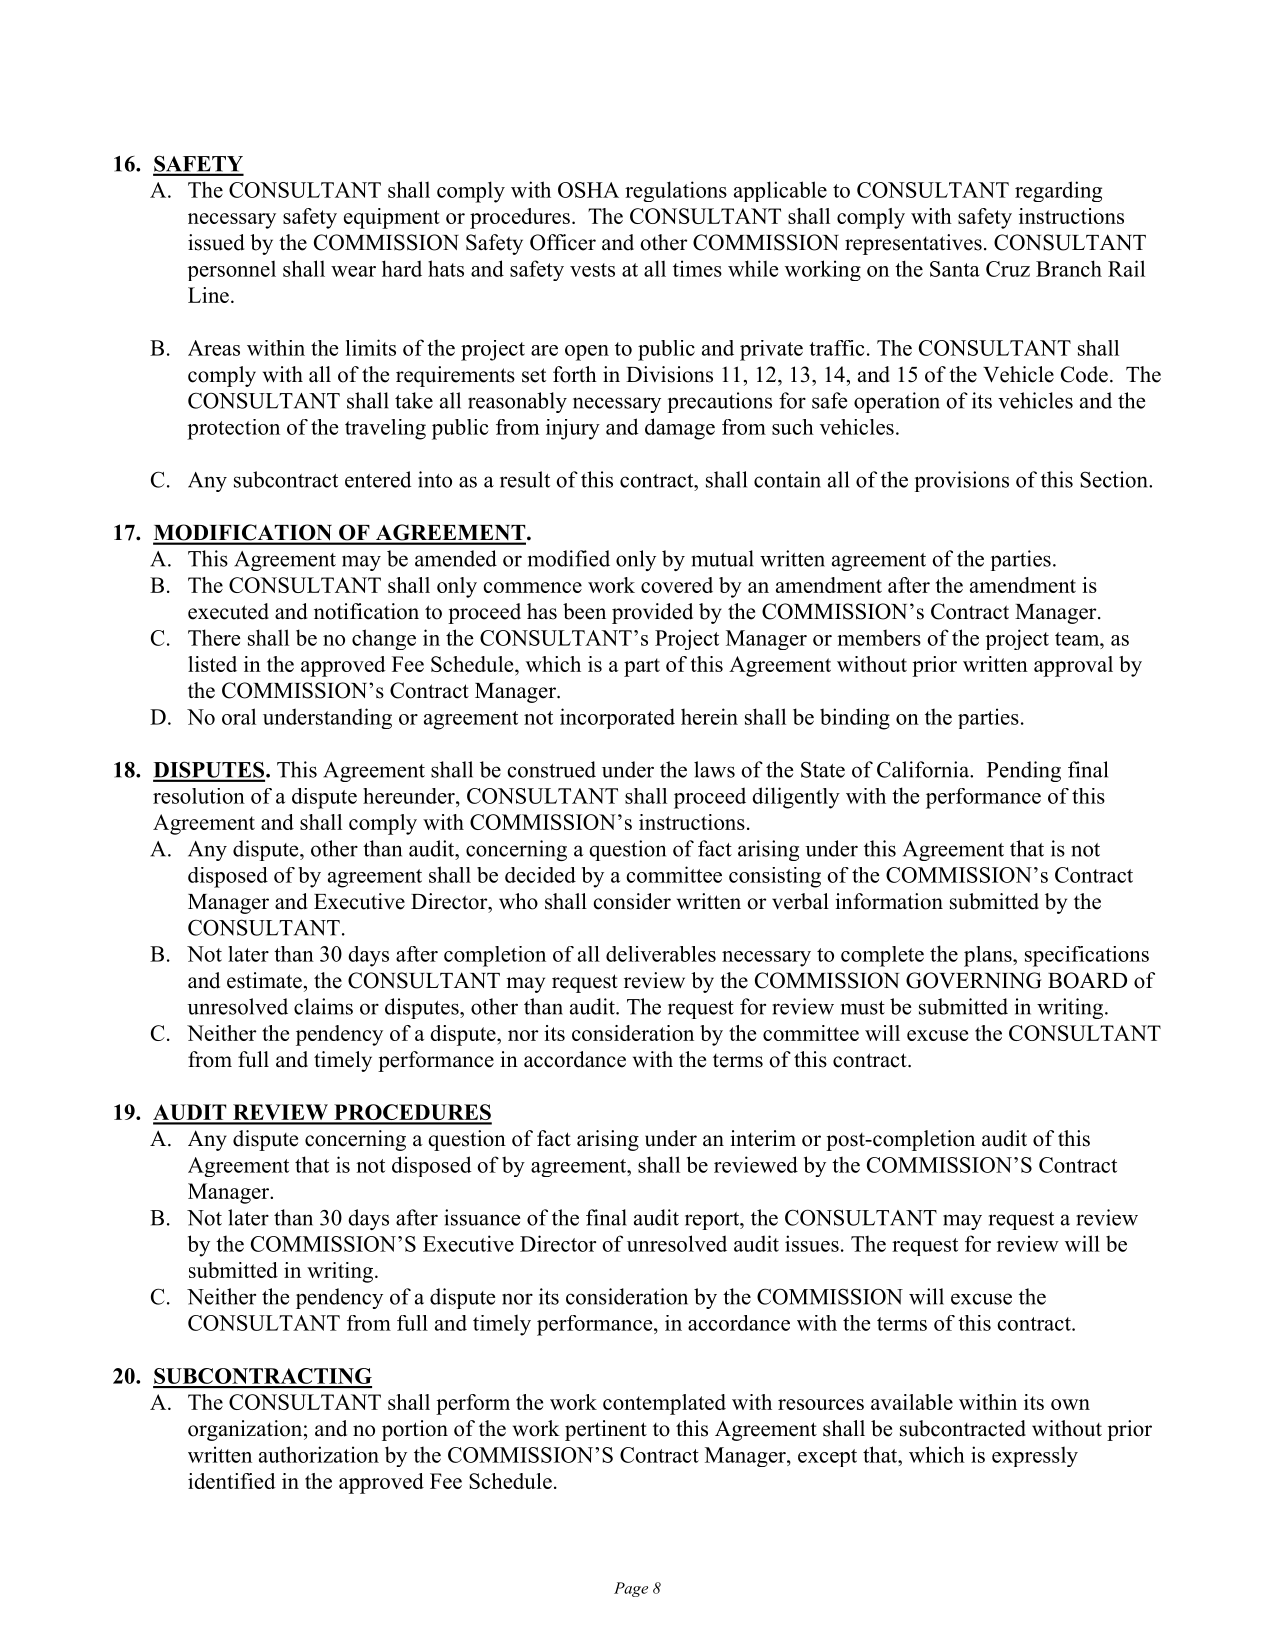 16. SAFETY
A. The CONSULTANT shall comply with OSHA regulations applicable to CONSULTANT regarding
necessary safety equipment or procedures.  The CONSULTANT shall comply with safety instructions
issued by the COMMISSION Safety Officer and other COMMISSION representatives. CONSULTANT
personnel shall wear hard hats and safety vests at all times while working on the Santa Cruz Branch Rail
Line.
B. Areas within the limits of the project are open to public and private traffic. The CONSULTANT shall
comply with all of the requirements set forth in Divisions 11, 12, 13, 14, and 15 of the Vehicle Code.  The
CONSULTANT shall take all reasonably necessary precautions for safe operation of its vehicles and the
protection of the traveling public from injury and damage from such vehicles.
C. Any subcontract entered into as a result of this contract, shall contain all of the provisions of this Section.
17. MODIFICATION OF AGREEMENT.
A. This Agreement may be amended or modified only by mutual written agreement of the parties.
B. The CONSULTANT shall only commence work covered by an amendment after the amendment is
executed and notification to proceed has been provided by the COMMISSION’s Contract Manager.
C. There shall be no change in the CONSULTANT’s Project Manager or members of the project team, as
listed in the approved Fee Schedule, which is a part of this Agreement without prior written approval by
the COMMISSION’s Contract Manager.
D. No oral understanding or agreement not incorporated herein shall be binding on the parties.
18. DISPUTES. This Agreement shall be construed under the laws of the State of California.  Pending final
resolution of a dispute hereunder, CONSULTANT shall proceed diligently with the performance of this
Agreement and shall comply with COMMISSION’s instructions.
A. Any dispute, other than audit, concerning a question of fact arising under this Agreement that is not
disposed of by agreement shall be decided by a committee consisting of the COMMISSION’s Contract
Manager and Executive Director, who shall consider written or verbal information submitted by the
CONSULTANT.
B. Not later than 30 days after completion of all deliverables necessary to complete the plans, specifications
and estimate, the CONSULTANT may request review by the COMMISSION GOVERNING BOARD of
unresolved claims or disputes, other than audit. The request for review must be submitted in writing.
C. Neither the pendency of a dispute, nor its consideration by the committee will excuse the CONSULTANT
from full and timely performance in accordance with the terms of this contract.
19. AUDIT REVIEW PROCEDURES
A. Any dispute concerning a question of fact arising under an interim or post-completion audit of this
Agreement that is not disposed of by agreement, shall be reviewed by the COMMISSION’S Contract
Manager.
B. Not later than 30 days after issuance of the final audit report, the CONSULTANT may request a review
by the COMMISSION’S Executive Director of unresolved audit issues. The request for review will be
submitted in writing.
C. Neither the pendency of a dispute nor its consideration by the COMMISSION will excuse the
CONSULTANT from full and timely performance, in accordance with the terms of this contract.
20. SUBCONTRACTING
A. The CONSULTANT shall perform the work contemplated with resources available within its own
organization; and no portion of the work pertinent to this Agreement shall be subcontracted without prior
written authorization by the COMMISSION’S Contract Manager, except that, which is expressly
identified in the approved Fee Schedule.
Page 8